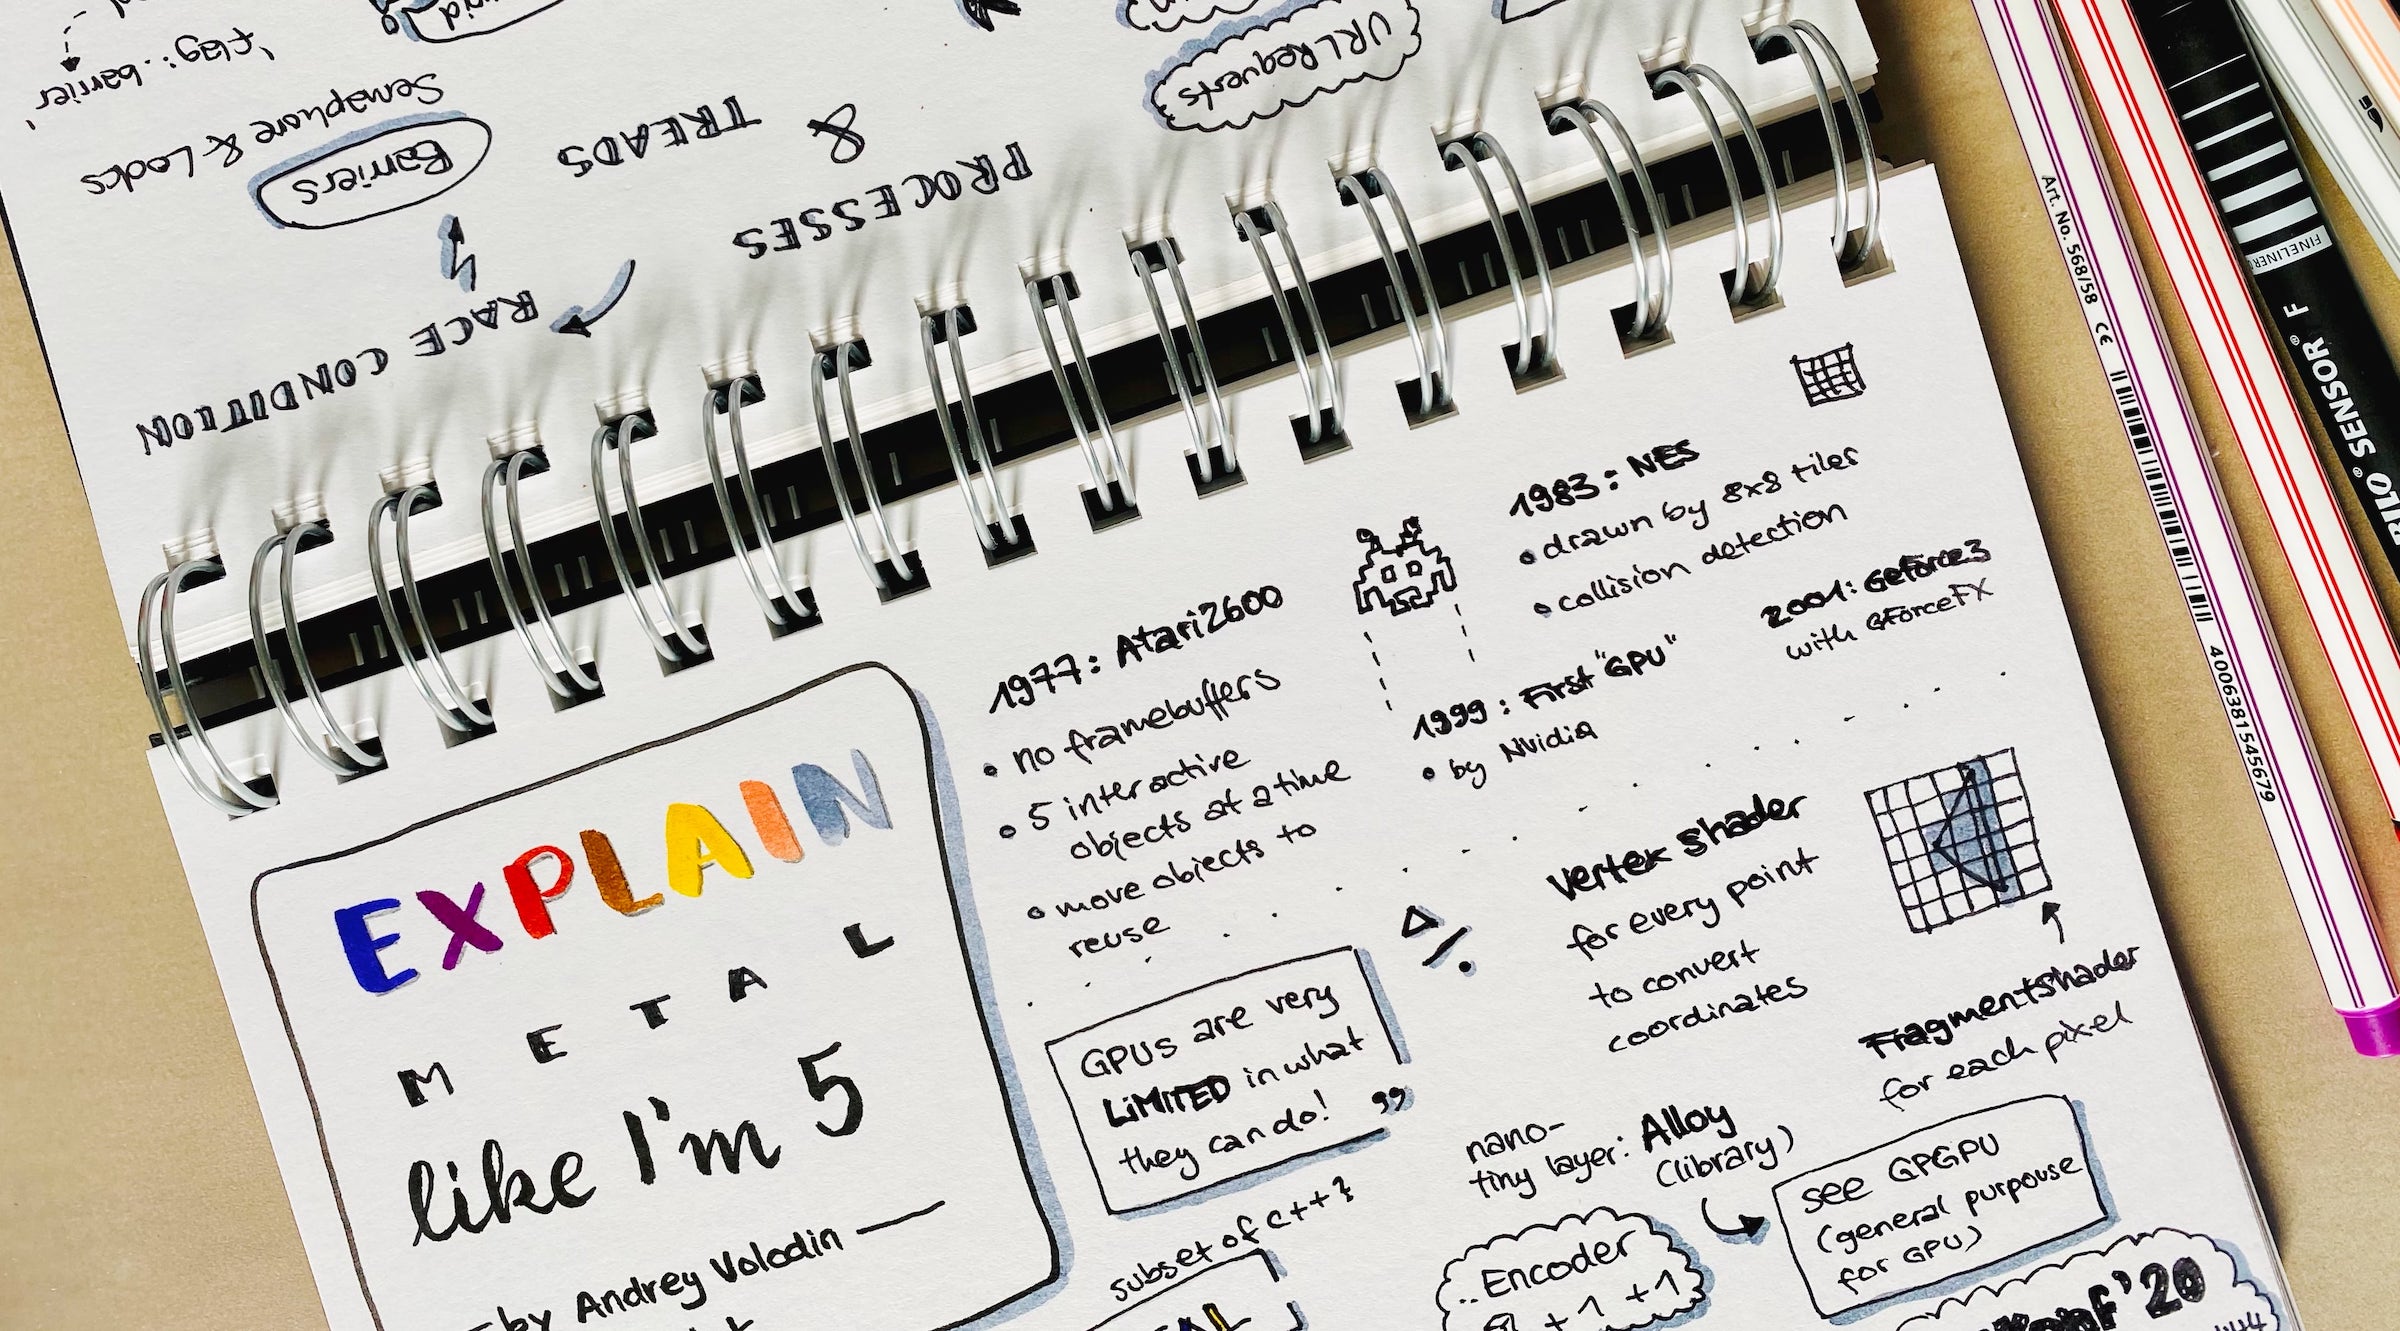 URL Requests
'flag: .barrier'
Semaphore & Locks
Barriers
PROCESSES
&
TREADS
RACE CONDITION
EXPLAIN
METAL
like I'm 5
by Andrey Volodin
1977: Atari2600
• no framebuffers
• 5 interactive
objects at a time
• move objects to
reuse
1983: NES
• drawn by 8x8 tiles
• collision detection
1999: First "GPU"
• by NVidia
2001: GeForce3
with GForceFX
GPUs are very
LiMiTED in what
they can do! "
Vertex shader
for every point
to convert
coordinates
Fragmentshader
for each pixel
nano-
tiny layer: Alloy
(library)
see GPGPU
(general purpouse
for GPU)
subset of c++}
..Encoder
+1 +1
'20
Art. No. 568/58 CE
4006381545679
SENSOR® F
FINELINER